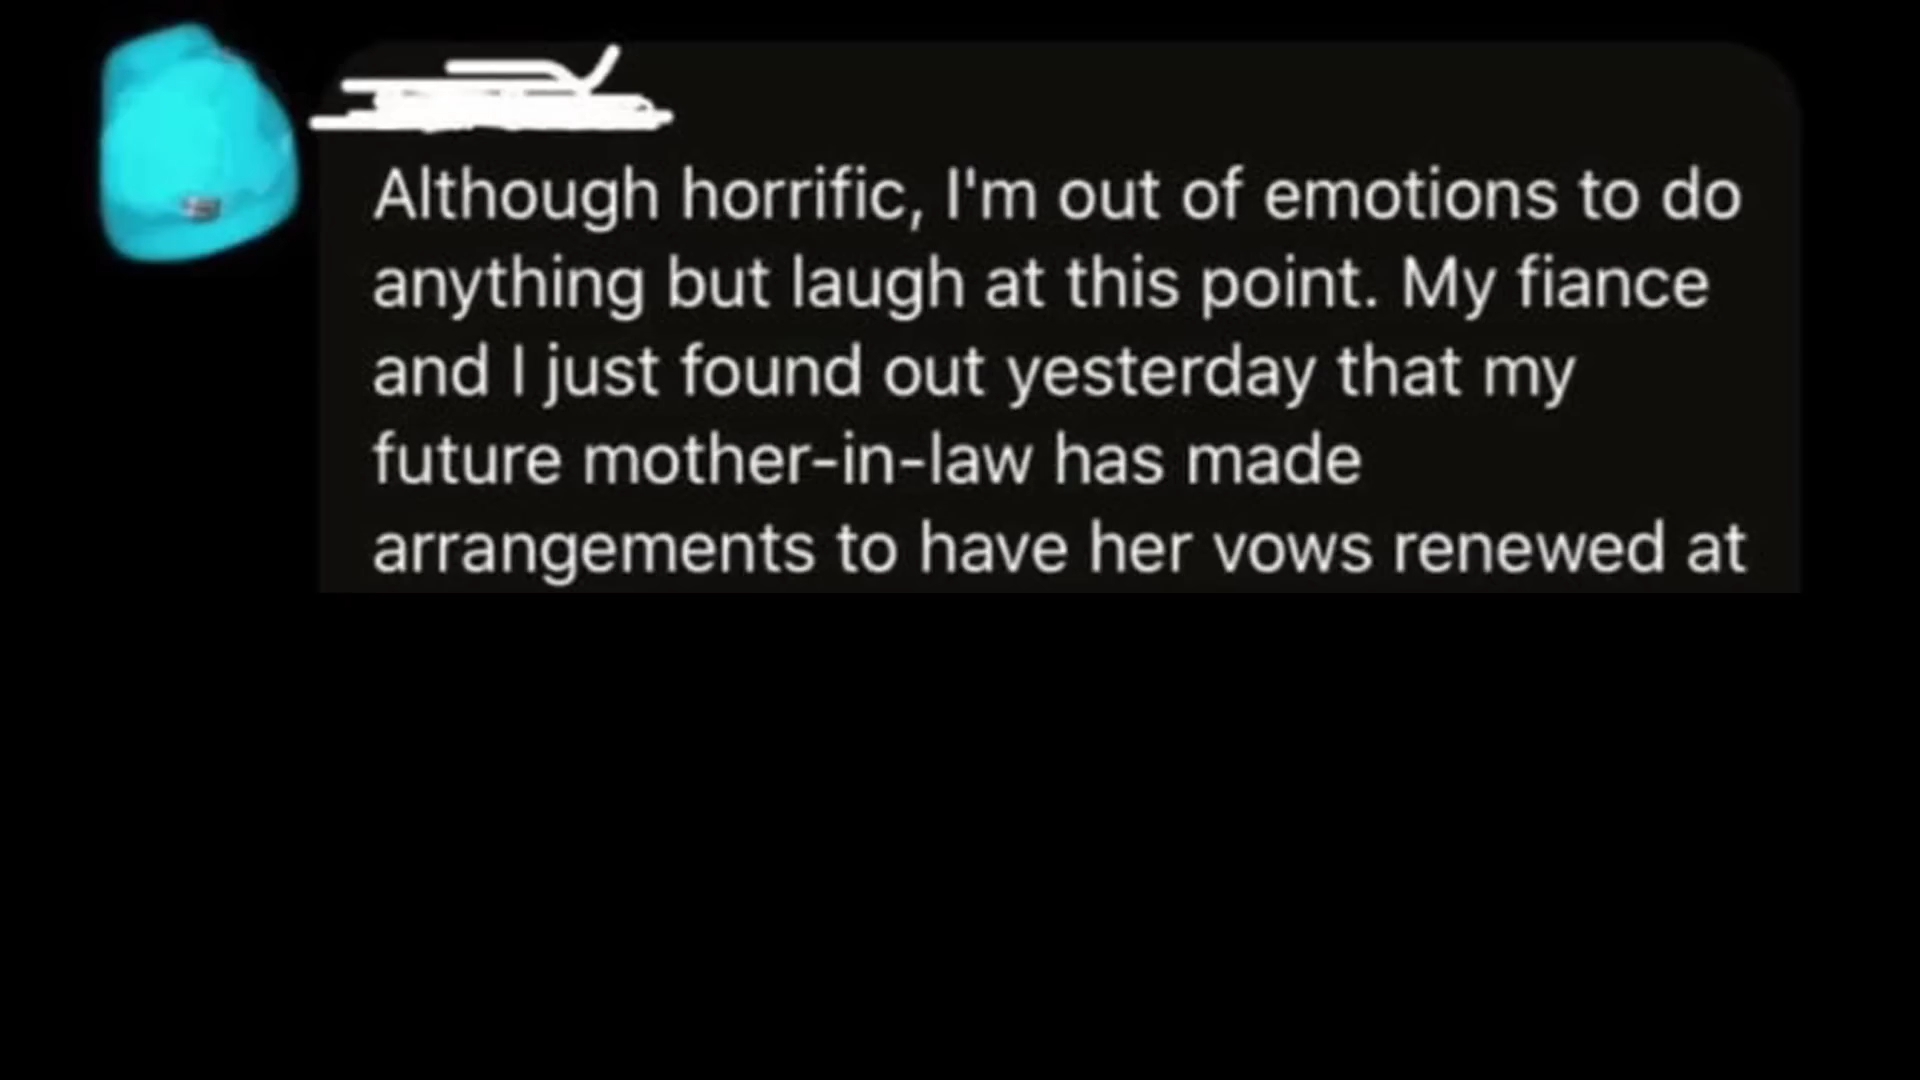 Although horrific, I'm out of emotions to do
anything but laugh at this point. My fiance
and I just found out yesterday that my
future mother-in-law has made
arrangements to have her vows renewed at